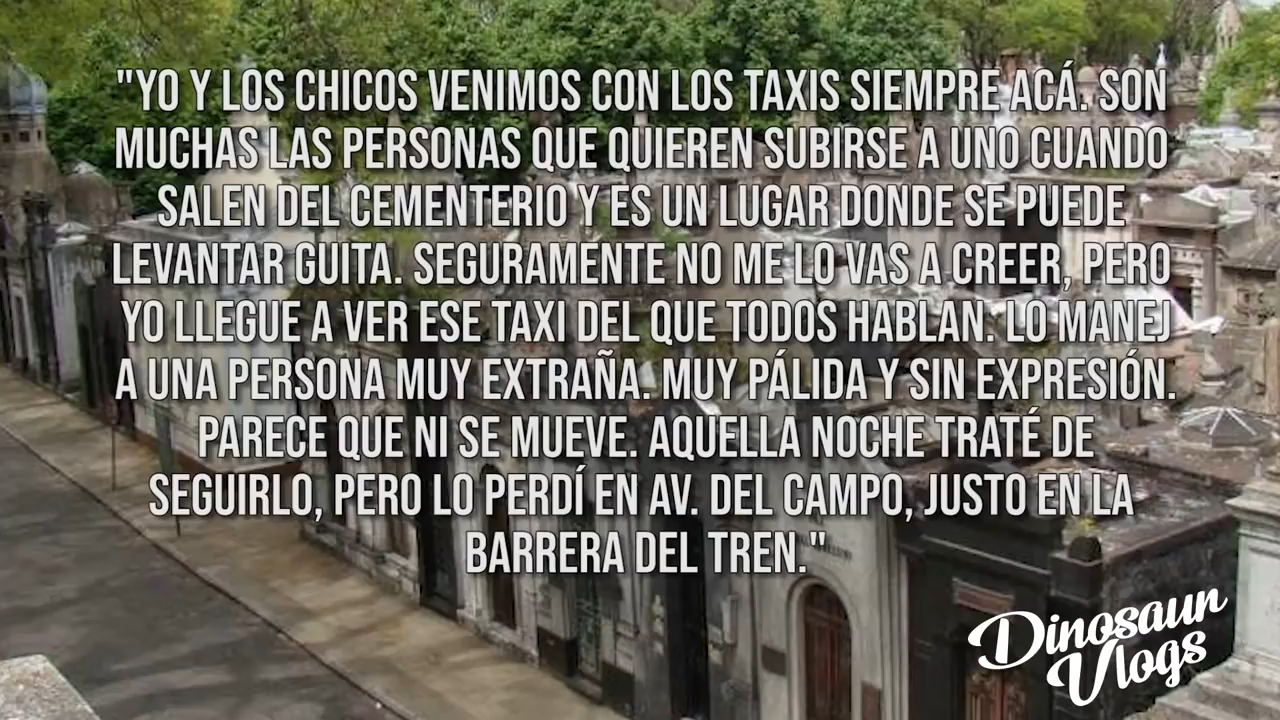 "YO Y LOS CHICOS VENIMOS CON LOS TAXIS SIEMPRE ACÁ. SON
MUCHAS LAS PERSONAS QUE QUIEREN SUBIRSE A UNO CUANDO
SALEN DEL CEMENTERIO Y ES UN LUGAR DONDE SE PUEDE
LEVANTAR GUITA. SEGURAMENTE NO ME LO VAS A CREER, PERO
YO LLEGUE A VER ESE TAXI DEL QUE TODOS HABLAN. LO MANEJ
A UNA PERSONA MUY EXTRAÑA. MUY PÁLIDA Y SIN EXPRESIÓN.
PARECE QUE NI SE MUEVE. AQUELLA NOCHE TRATÉ DE
SEGUIRLO, PERO LO PERDÍ EN AV. DEL CAMPO, JUSTO EN LA
BARRERA DEL TREN."
Dinosaun
Vlogs